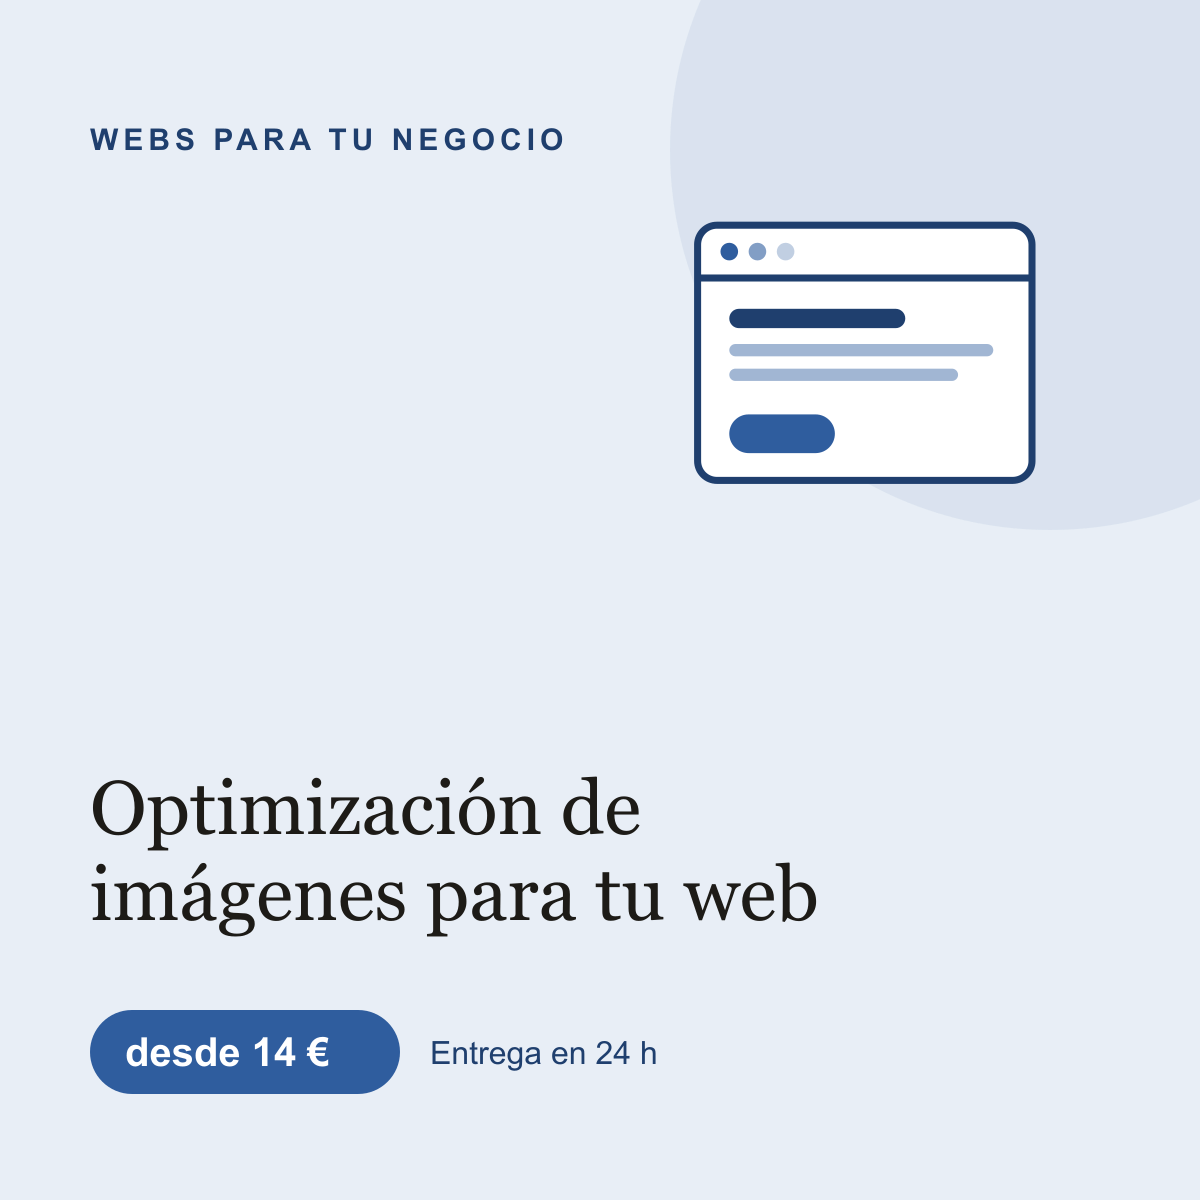 WEBS PARA TU NEGOCIO
Optimización de
imágenes para tu web
desde 14 €
Entrega en 24 h